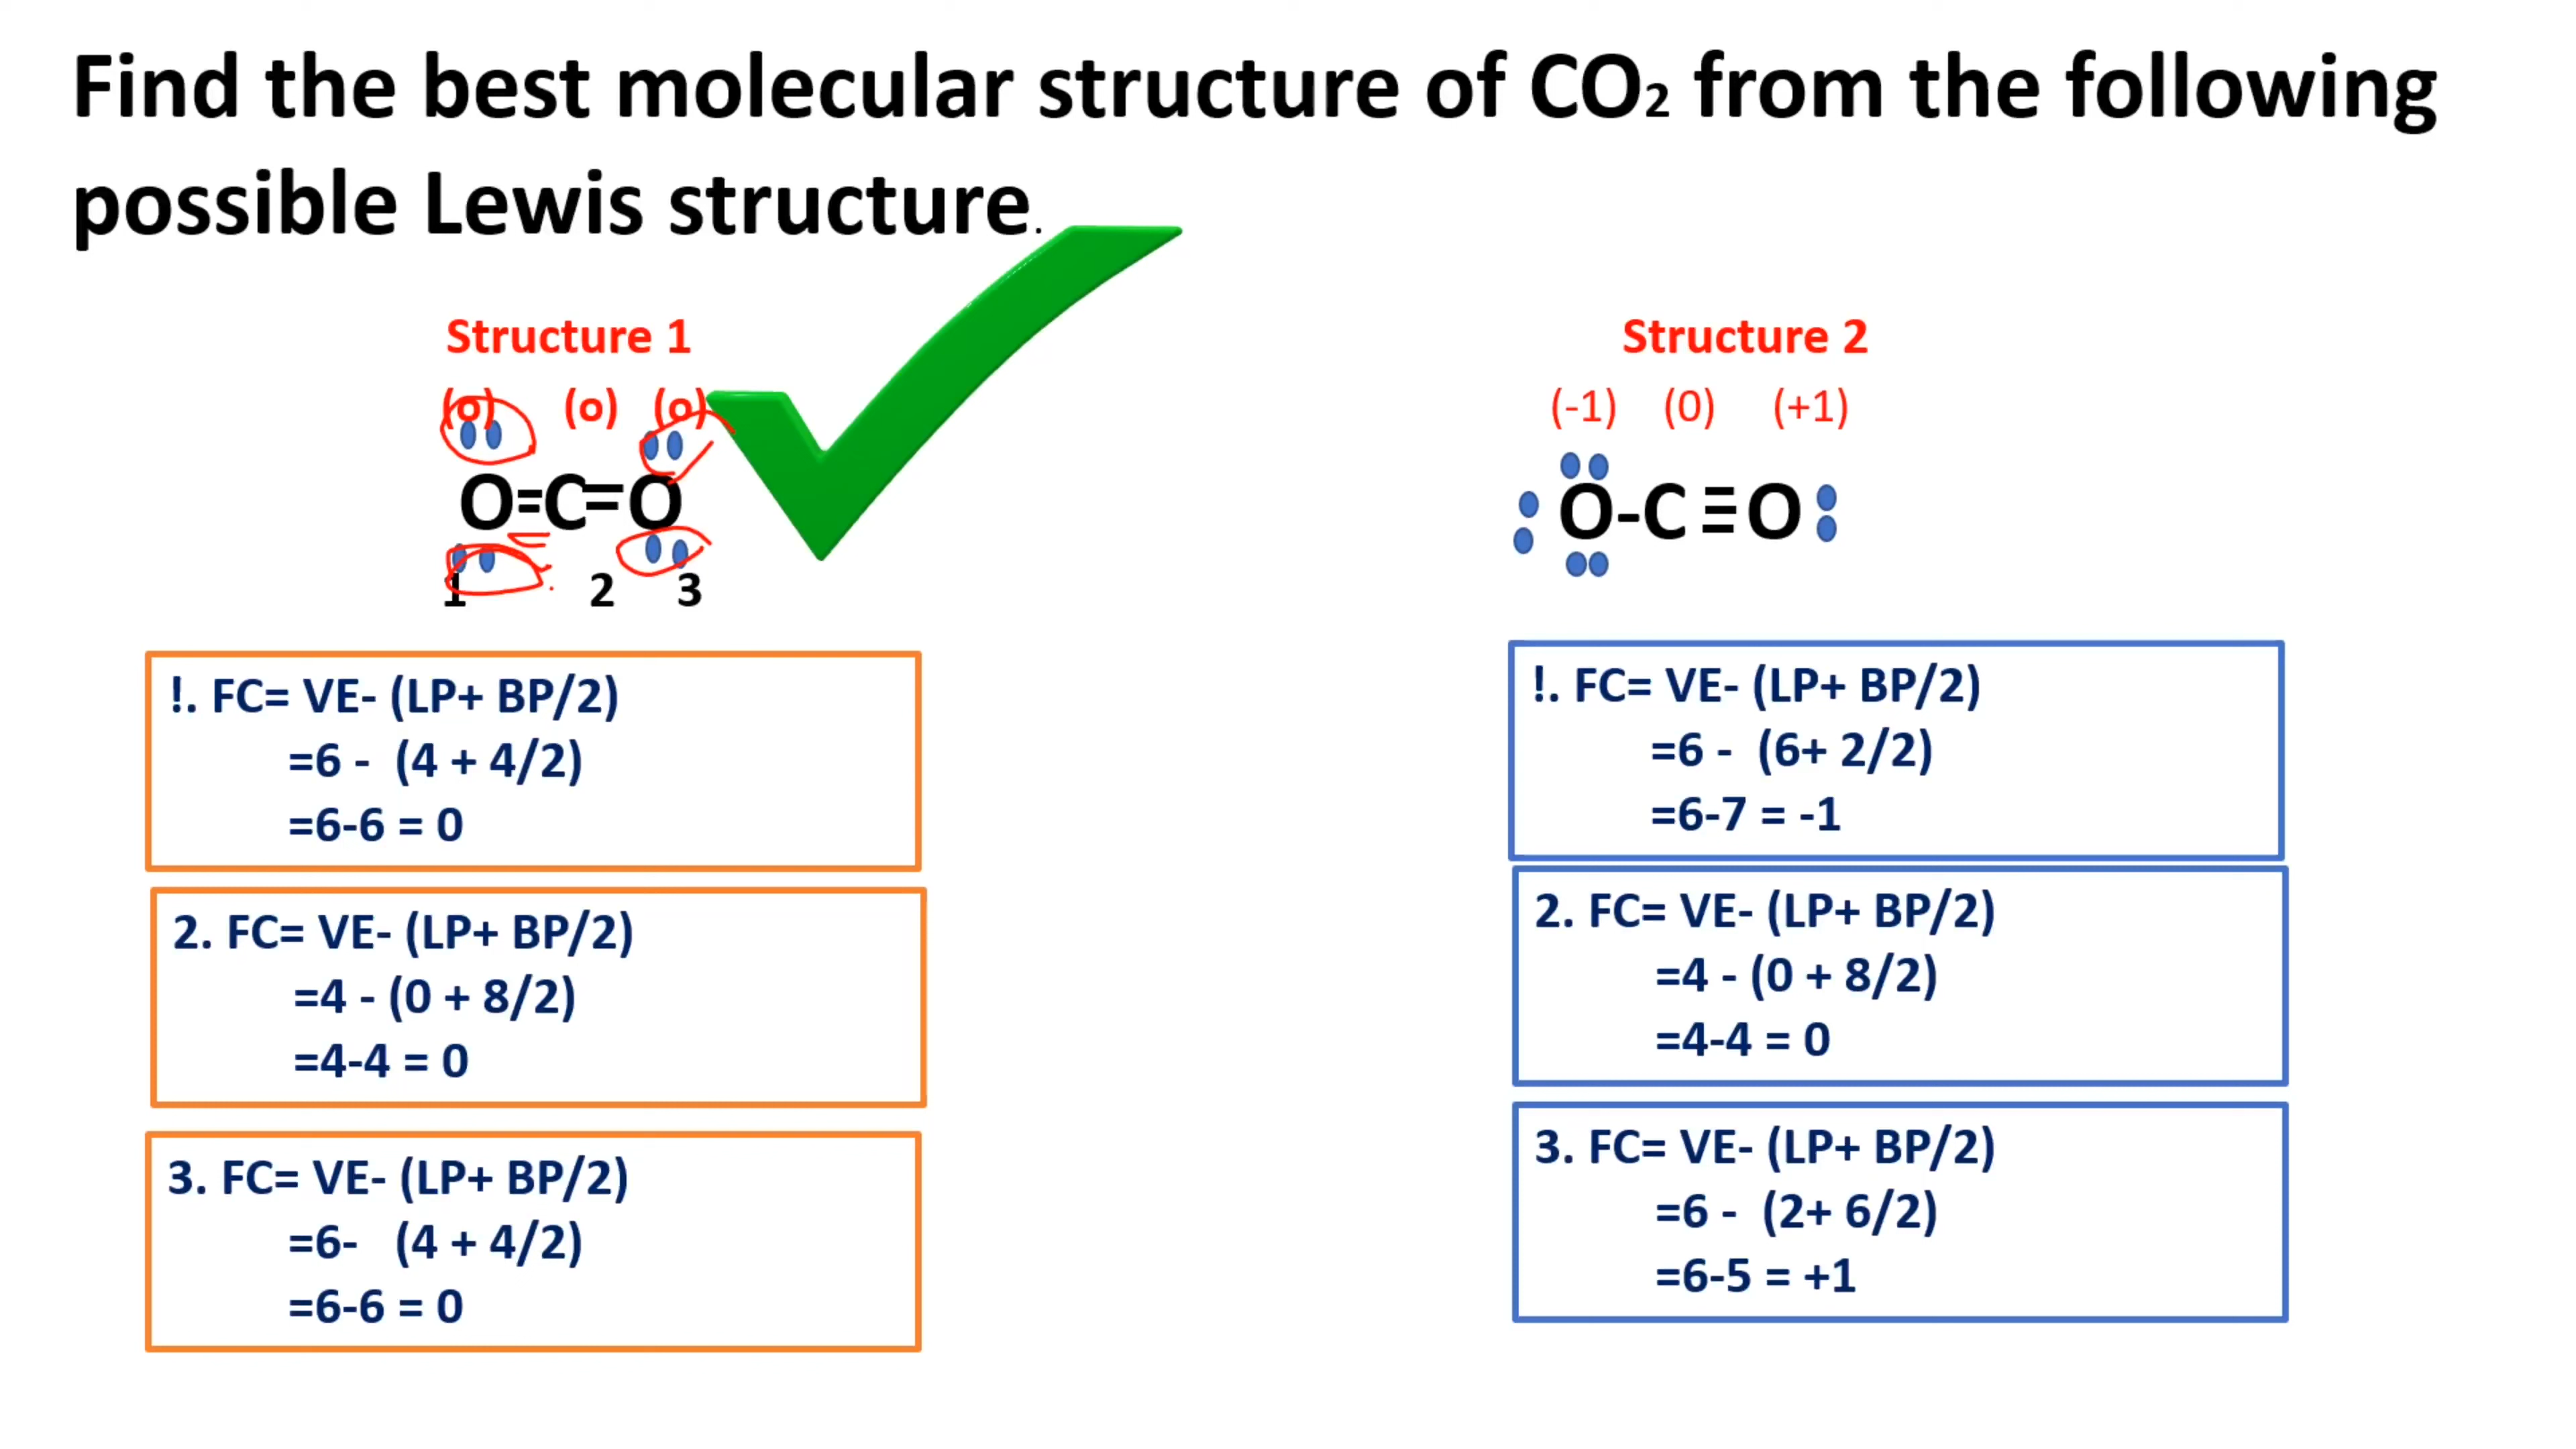 Find the best molecular structure of CO₂ from the following
possible Lewis structure.
Structure 1
(o) (o) (o)
O=C=O
1 2 3
!. FC= VE- (LP+ BP/2)
=6 - (4 + 4/2)
=6-6 = 0
2. FC= VE- (LP+ BP/2)
=4 - (0 + 8/2)
=4-4 = 0
3. FC= VE- (LP+ BP/2)
=6- (4 + 4/2)
=6-6 = 0
Structure 2
(-1) (0) (+1)
O-C≡O
!. FC= VE- (LP+ BP/2)
=6 - (6+ 2/2)
=6-7 = -1
2. FC= VE- (LP+ BP/2)
=4 - (0 + 8/2)
=4-4 = 0
3. FC= VE- (LP+ BP/2)
=6 - (2+ 6/2)
=6-5 = +1